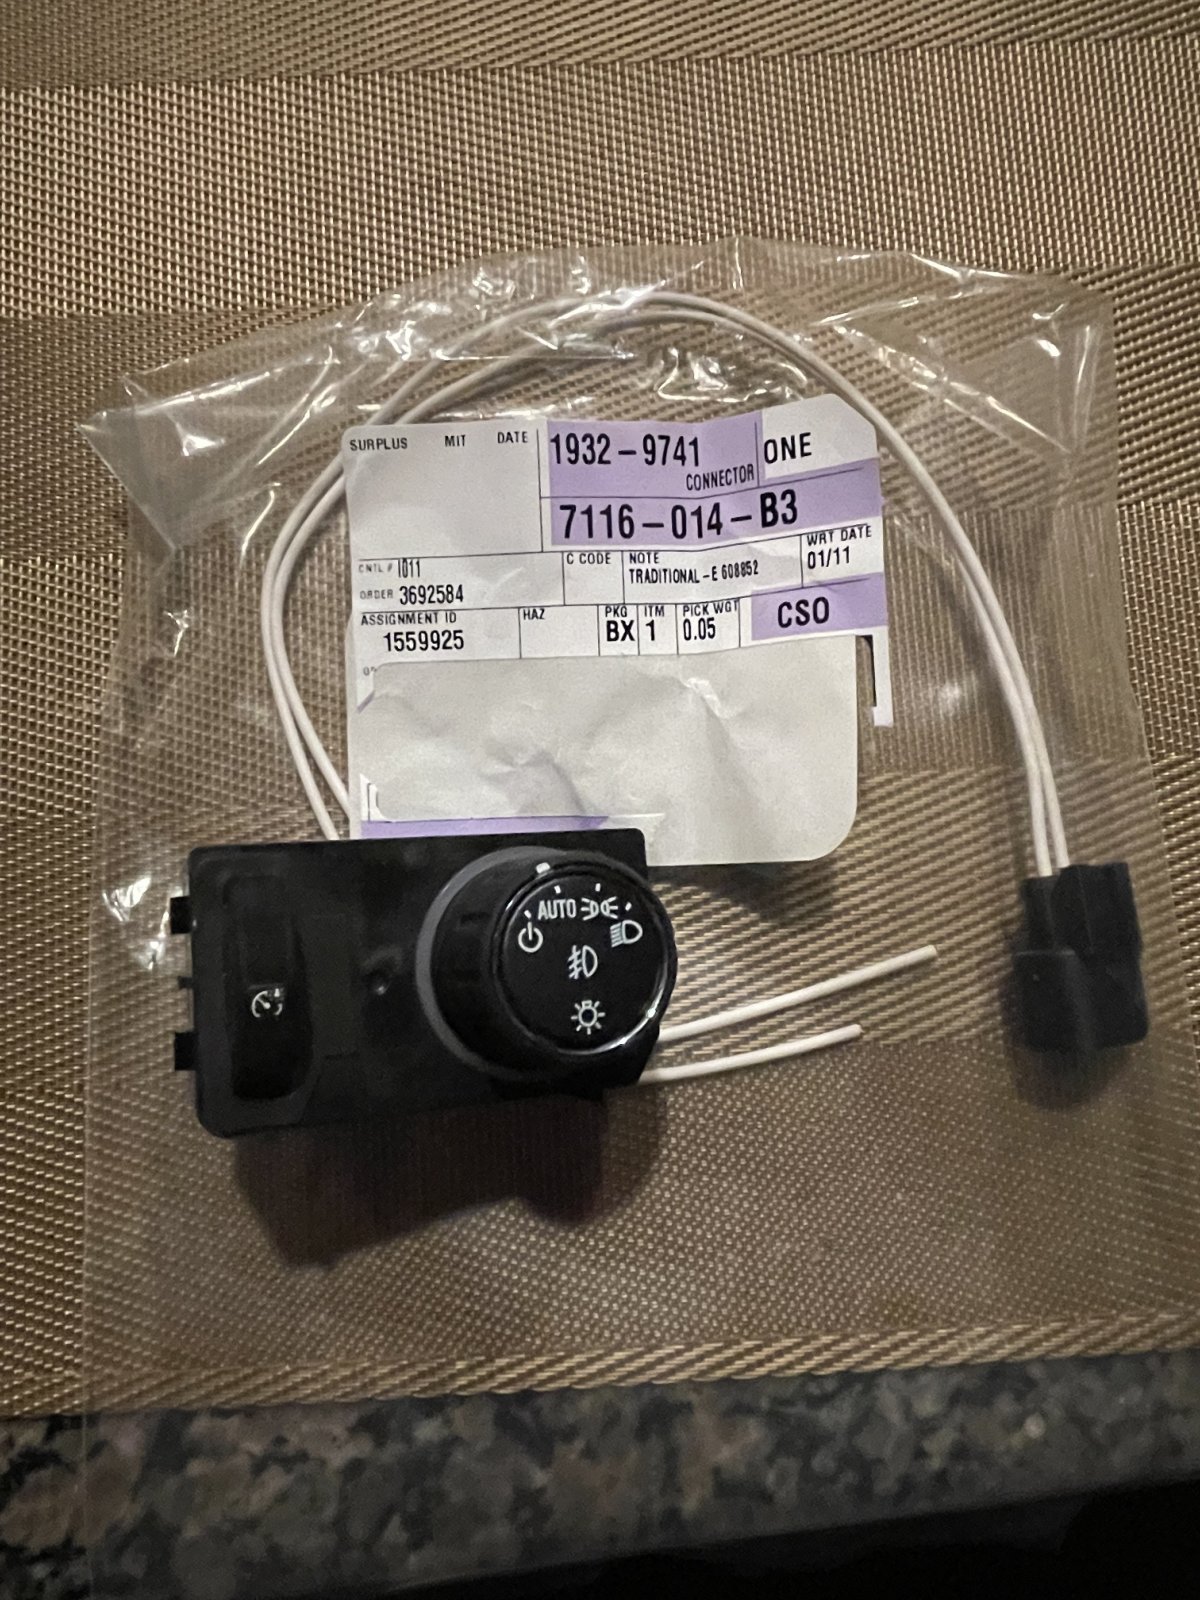 SURPLUS MIT DATE 1932-9741 ONE
CONNECTOR
7116-014-B3
CNTL # 1011 C CODE NOTE WRT DATE
TRADITIONAL-E 608852 01/11
ORDER 3692584
ASSIGNMENT ID HAZ PKG ITM PICK WGT CSO
1559925 BX 1 0.05
AUTO